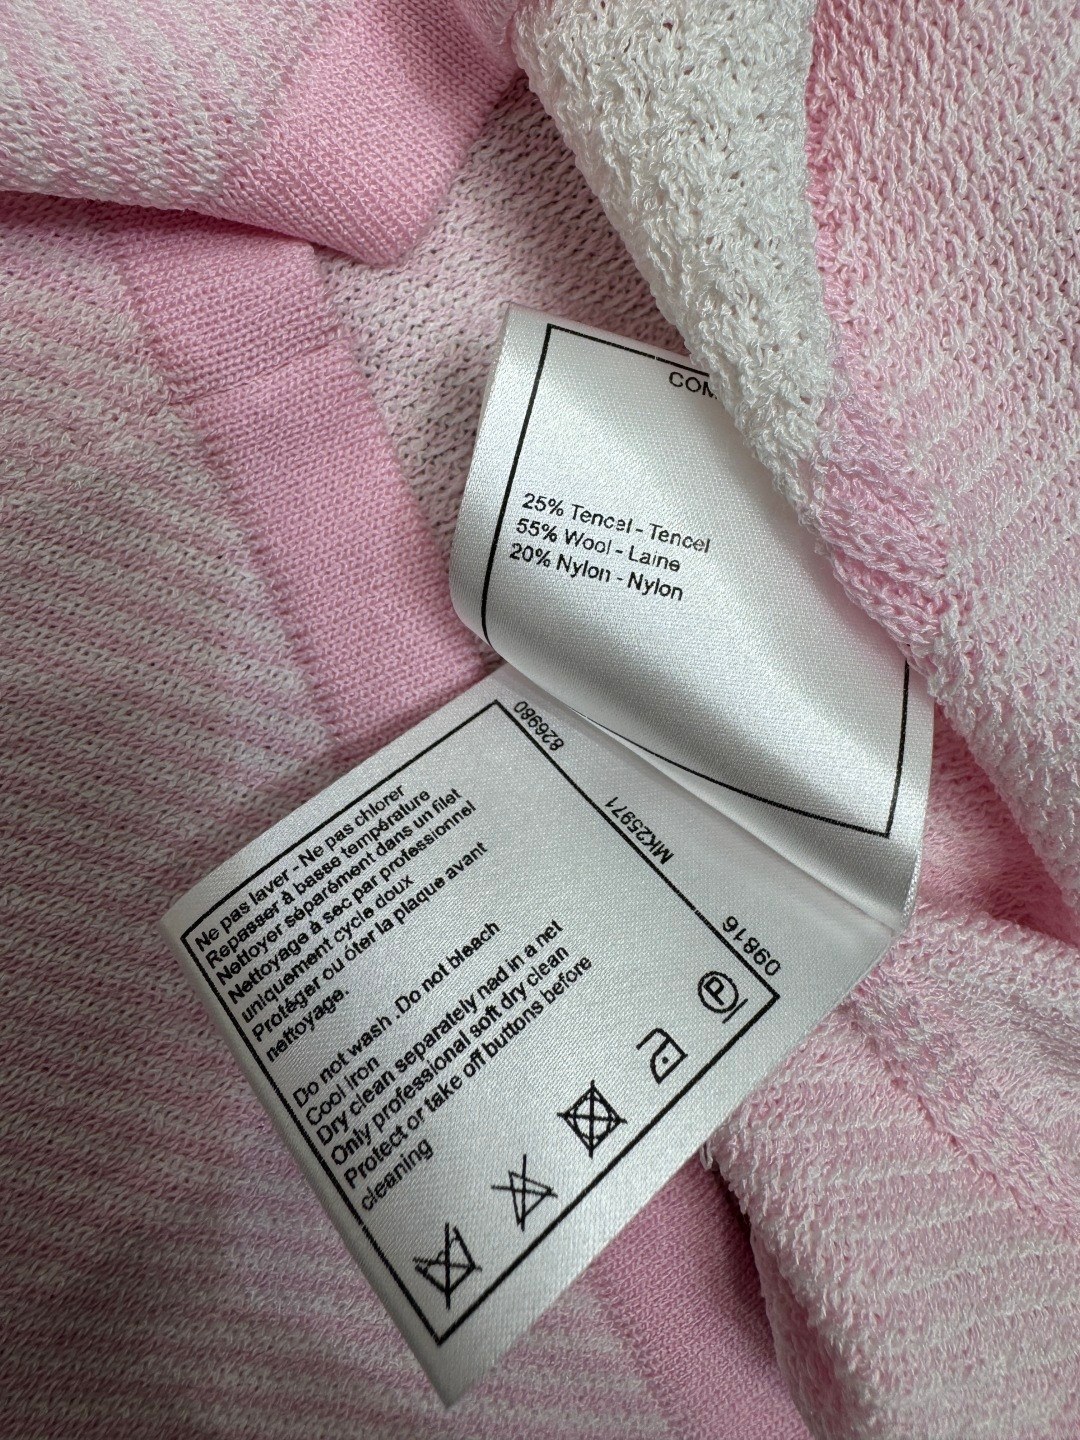 25% Tencel - Tencel
55% Wool - Laine
20% Nylon - Nylon
826980
MK25971
09816
Ne pas laver - Ne pas chlorer
Repasser à basse température
Nettoyer séparément dans un filet
Nettoyage à sec par professionnel
uniquement cycle doux
Protéger ou ôter la plaque avant
nettoyage.
Do not wash .Do not bleach
Cool iron
Dry clean separately nad in a net
Only professional soft dry clean
Protect or take off buttons before
cleaning
P